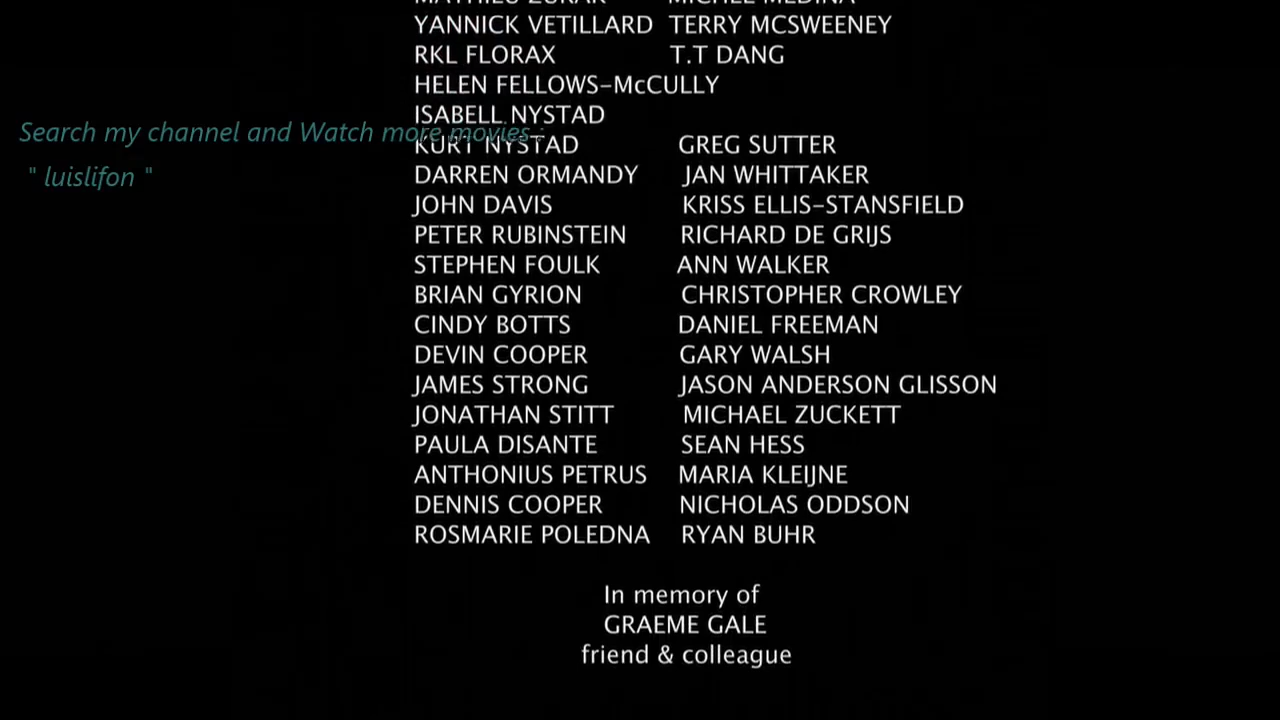 YANNICK VETILLARD TERRY MCSWEENEY
RKL FLORAX T.T DANG
HELEN FELLOWS-McCULLY
ISABELL NYSTAD
Search my channel and Watch more movies :
" luislifon "
KURT NYSTAD GREG SUTTER
DARREN ORMANDY JAN WHITTAKER
JOHN DAVIS KRISS ELLIS-STANSFIELD
PETER RUBINSTEIN RICHARD DE GRIJS
STEPHEN FOULK ANN WALKER
BRIAN GYRION CHRISTOPHER CROWLEY
CINDY BOTTS DANIEL FREEMAN
DEVIN COOPER GARY WALSH
JAMES STRONG JASON ANDERSON GLISSON
JONATHAN STITT MICHAEL ZUCKETT
PAULA DISANTE SEAN HESS
ANTHONIUS PETRUS MARIA KLEIJNE
DENNIS COOPER NICHOLAS ODDSON
ROSMARIE POLEDNA RYAN BUHR
In memory of
GRAEME GALE
friend & colleague